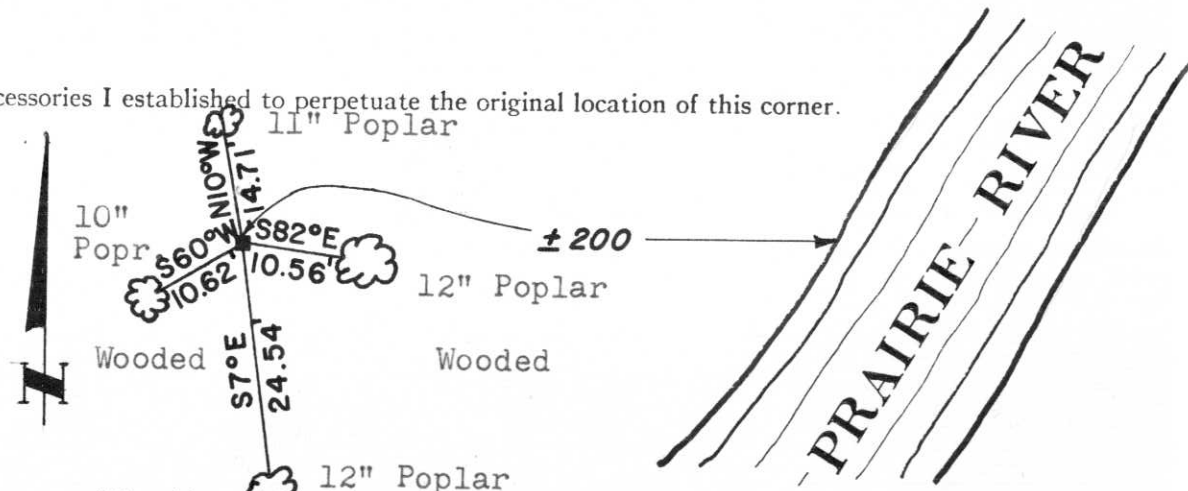 cessories I established to perpetuate the original location of this corner.
11" Poplar
N10°W
14.71'
10"
Popr
S60°W
10.62'
S82°E
10.56'
± 200
12" Poplar
Wooded
Wooded
S7°E
24.54'
N
12" Poplar
PRAIRIE RIVER